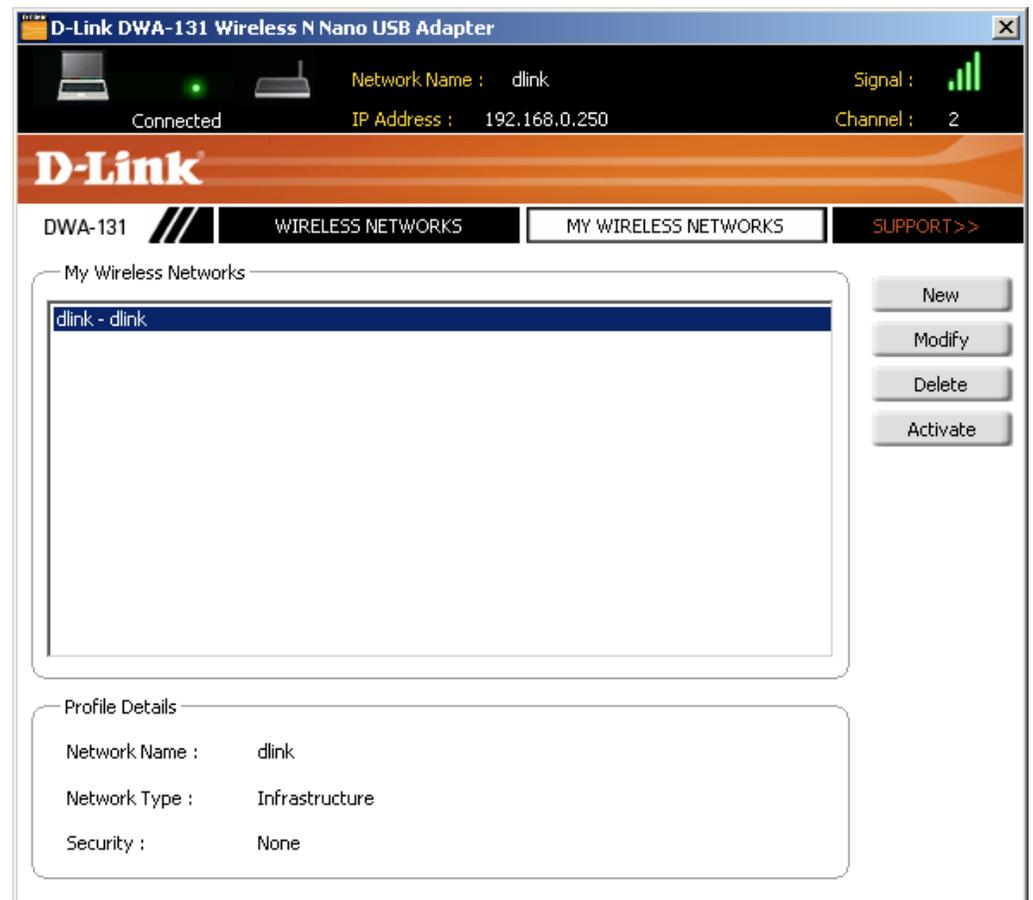 D-Link DWA-131 Wireless N Nano USB Adapter
Network Name : dlink Signal :
Connected IP Address : 192.168.0.250 Channel : 2
D-Link
DWA-131 WIRELESS NETWORKS MY WIRELESS NETWORKS SUPPORT>>
My Wireless Networks
dlink - dlink
New
Modify
Delete
Activate
Profile Details
Network Name : dlink
Network Type : Infrastructure
Security : None